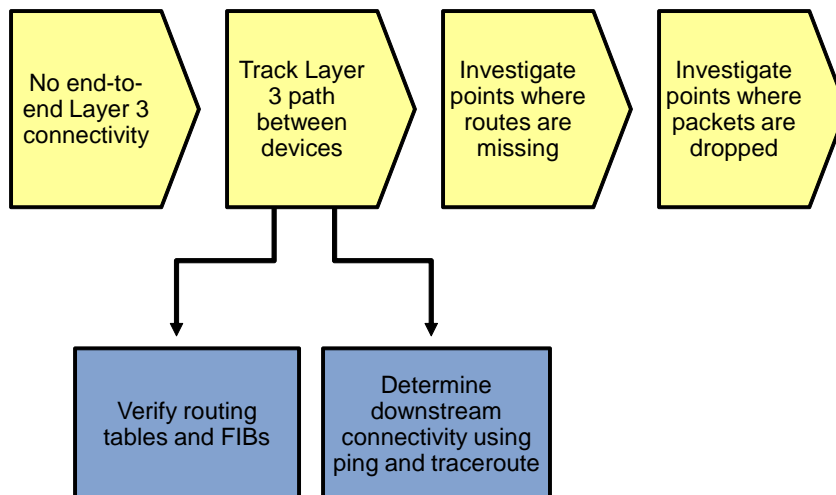 No end-to-
end Layer 3
connectivity
Track Layer
3 path
between
devices
Investigate
points where
routes are
missing
Investigate
points where
packets are
dropped
Verify routing
tables and FIBs
Determine
downstream
connectivity using
ping and traceroute